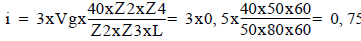 i = 3xVgx 40xZ2xZ4 / Z2xZ3xL = 3x0, 5x 40x50x60 / 50x80x60 = 0, 75